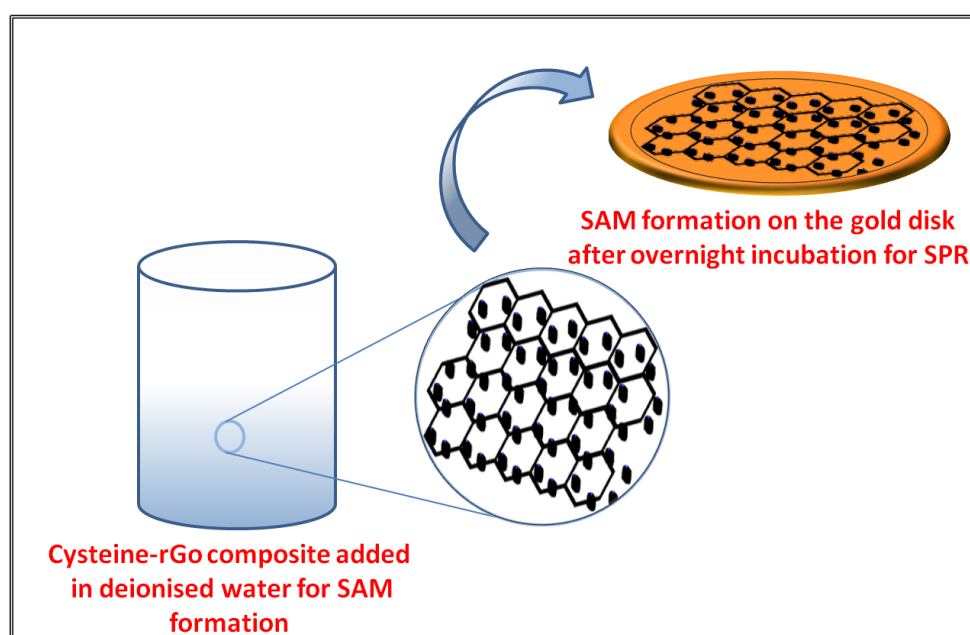 SAM formation on the gold disk
after overnight incubation for SPR
Cysteine-rGo composite added
in deionised water for SAM
formation